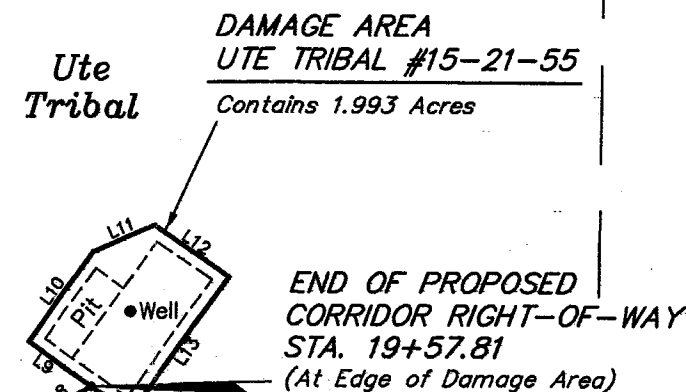 DAMAGE AREA
UTE TRIBAL #15-21-55
Contains 1.993 Acres
Ute
Tribal
L11
L12
L10
Pit
Well
L13
L9
END OF PROPOSED
CORRIDOR RIGHT-OF-WAY
STA. 19+57.81
(At Edge of Damage Area)